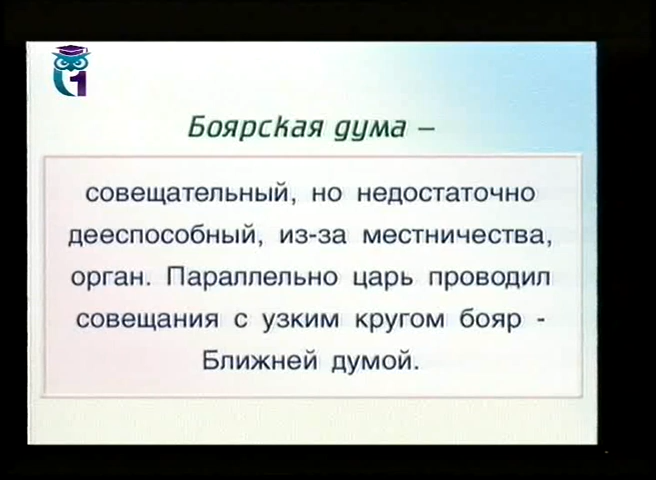 1
Боярская дума –
совещательный, но недостаточно
дееспособный, из-за местничества,
орган. Параллельно царь проводил
совещания с узким кругом бояр -
Ближней думой.